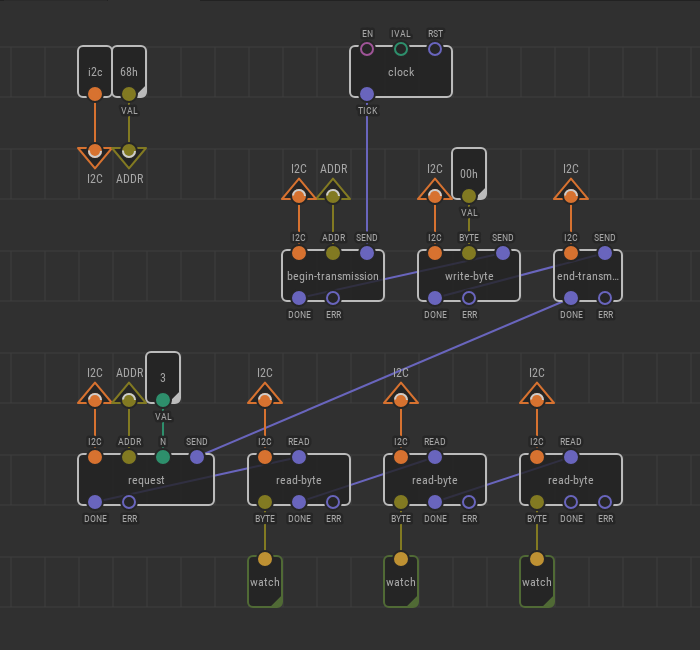 EN IVAL RST
i2c 68h clock
VAL TICK
I2C ADDR
I2C ADDR I2C 00h I2C
VAL
I2C ADDR SEND I2C BYTE SEND I2C SEND
begin-transmission write-byte end-transm…
DONE ERR DONE ERR DONE ERR
I2C ADDR 3 I2C I2C I2C
VAL
I2C ADDR N SEND I2C READ I2C READ I2C READ
request read-byte read-byte read-byte
DONE ERR BYTE DONE ERR BYTE DONE ERR BYTE DONE ERR
watch watch watch